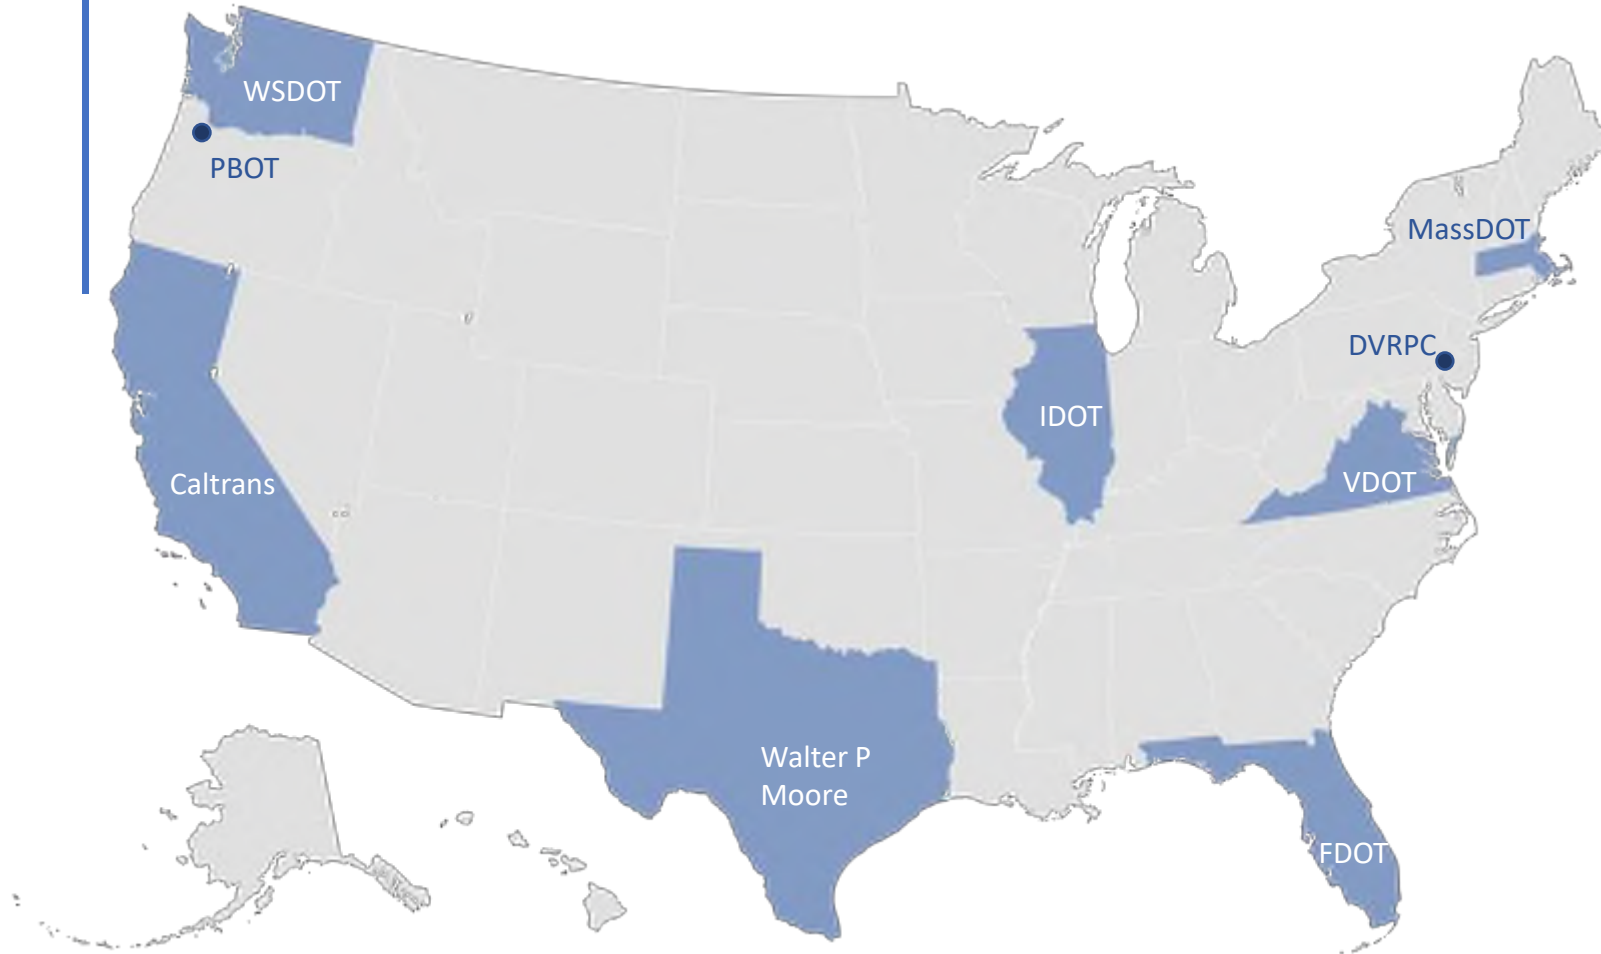 WSDOT
PBOT
MassDOT
DVRPC
IDOT
Caltrans
VDOT
Walter P
Moore
FDOT